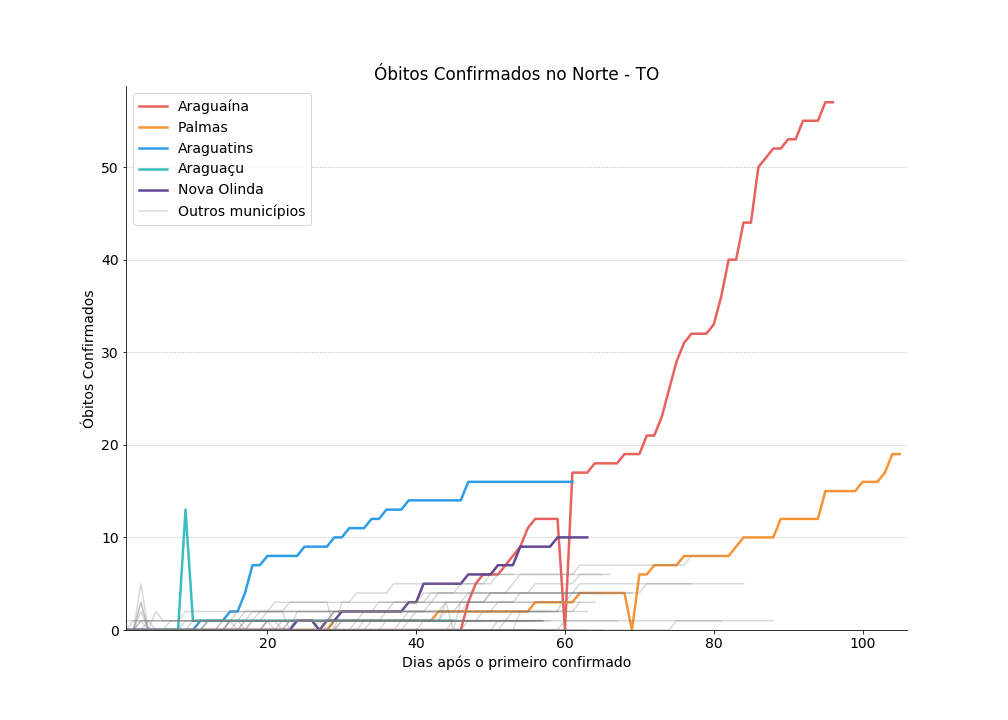 Óbitos Confirmados no Norte - TO
Araguaína
Palmas
Araguatins
Araguaçu
Nova Olinda
Outros municípios
Óbitos Confirmados
50
40
30
20
10
0
20
40
60
80
100
Dias após o primeiro confirmado